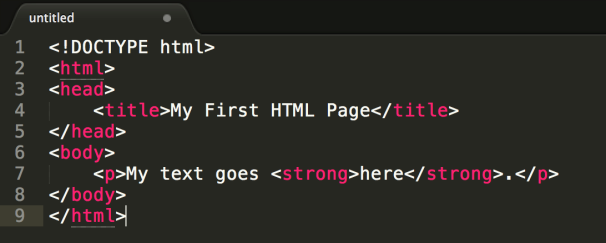 untitled
1 <!DOCTYPE html>
2 <html>
3 <head>
4     <title>My First HTML Page</title>
5 </head>
6 <body>
7     <p>My text goes <strong>here</strong>.</p>
8 </body>
9 </html>